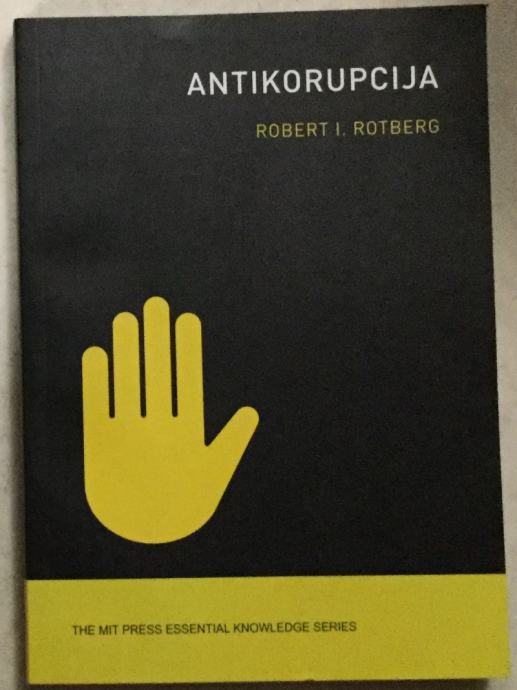 ANTIKORUPCIJA
ROBERT I. ROTBERG
THE MIT PRESS ESSENTIAL KNOWLEDGE SERIES